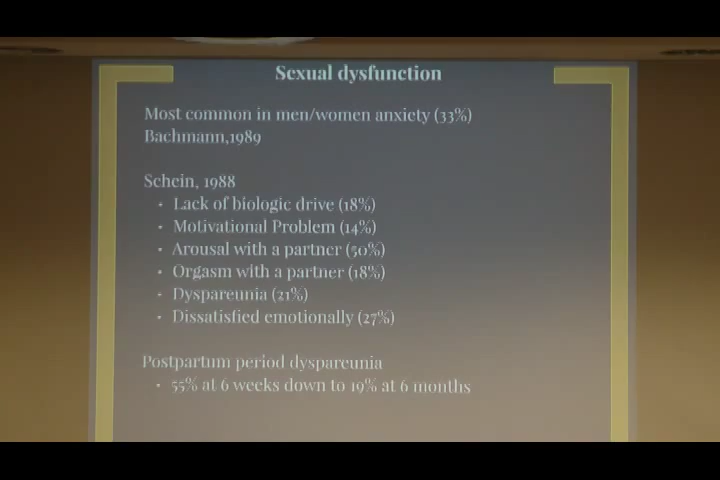 Sexual dysfunction
Most common in men/women anxiety (33%)
Bachmann,1989
Schein, 1988
• Lack of biologic drive (18%)
• Motivational Problem (14%)
• Arousal with a partner (50%)
• Orgasm with a partner (18%)
• Dyspareunia (21%)
• Dissatisfied emotionally (27%)
Postpartum period dyspareunia
• 55% at 6 weeks down to 19% at 6 months